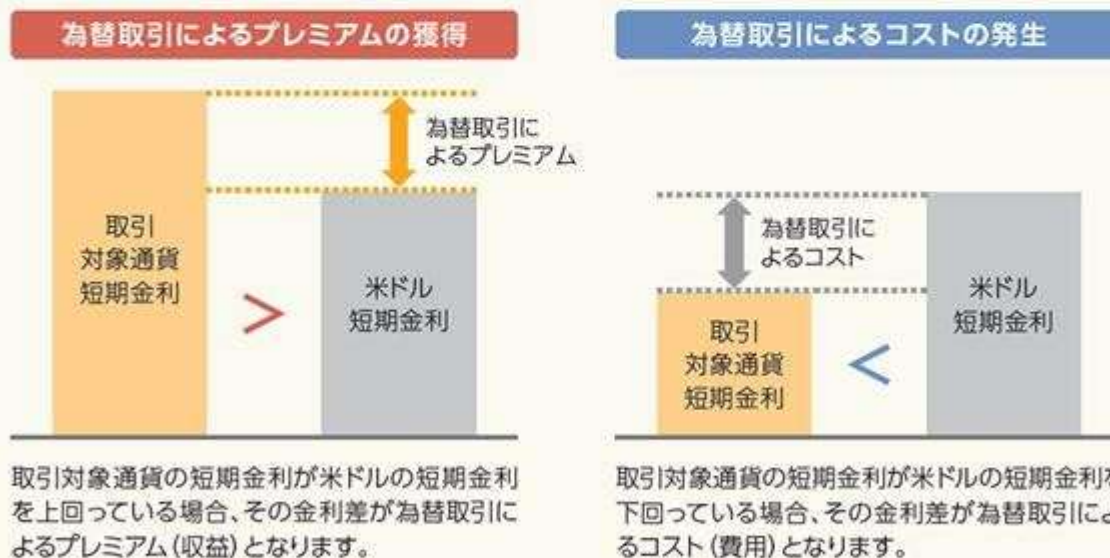 為替取引によるプレミアムの獲得
為替取引に
よるプレミアム
取引
対象通貨
短期金利
>
米ドル
短期金利
取引対象通貨の短期金利が米ドルの短期金利
を上回っている場合、その金利差が為替取引に
よるプレミアム(収益)となります。
為替取引によるコストの発生
為替取引に
よるコスト
取引
対象通貨
短期金利
<
米ドル
短期金利
取引対象通貨の短期金利が米ドルの短期金利を
下回っている場合、その金利差が為替取引によ
るコスト(費用)となります。